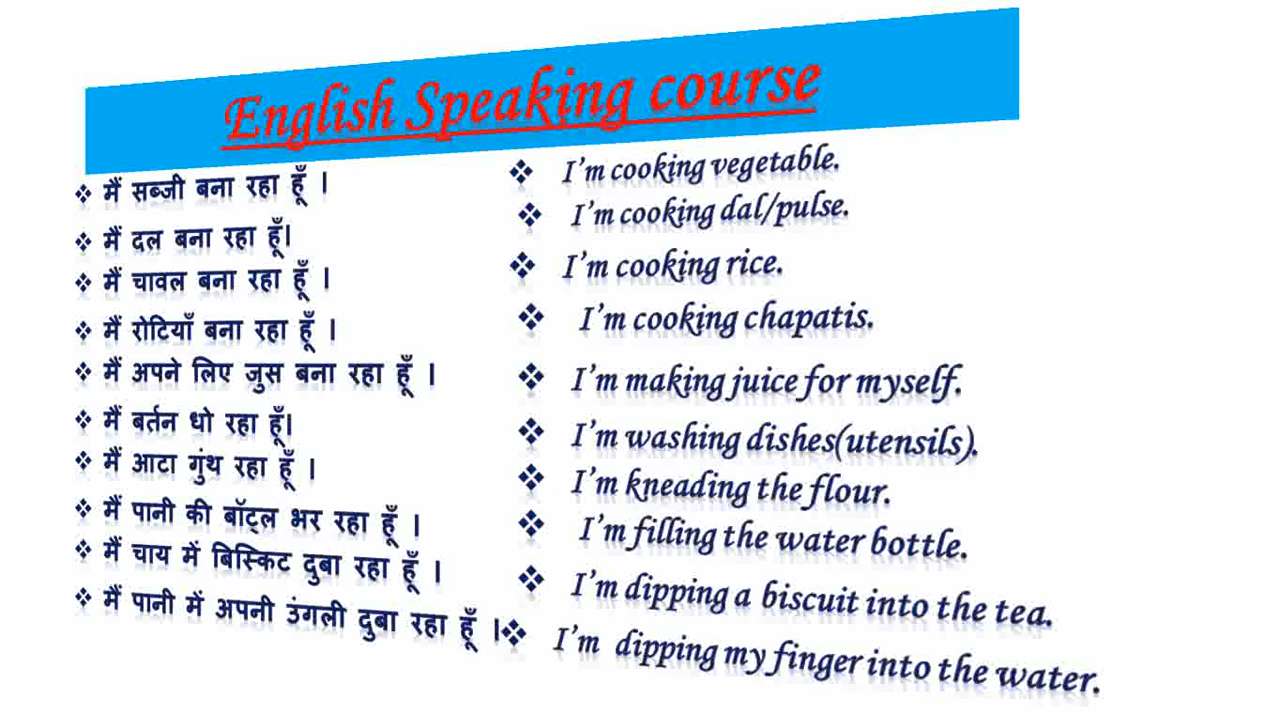 English Speaking course
❖ मैं सब्जी बना रहा हूँ ।
❖ I'm cooking vegetable.
❖ मैं दल बना रहा हूँ।
❖ I'm cooking dal/pulse.
❖ मैं चावल बना रहा हूँ ।
❖ I'm cooking rice.
❖ मैं रोटियाँ बना रहा हूँ ।
❖ I'm cooking chapatis.
❖ मैं अपने लिए जुस बना रहा हूँ ।
❖ I'm making juice for myself.
❖ मैं बर्तन धो रहा हूँ।
❖ I'm washing dishes(utensils).
❖ मैं आटा गुंथ रहा हूँ ।
❖ I'm kneading the flour.
❖ मैं पानी की बॉट्ल भर रहा हूँ ।
❖ I'm filling the water bottle.
❖ मैं चाय में बिस्किट दुबा रहा हूँ ।
❖ I'm dipping a biscuit into the tea.
❖ मैं पानी में अपनी उंगली दुबा रहा हूँ ।
❖ I'm dipping my finger into the water.